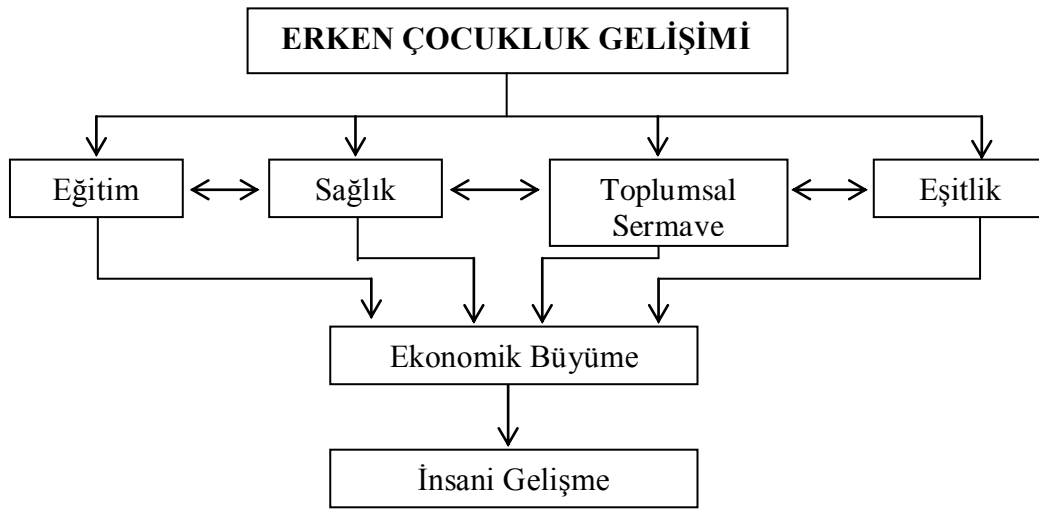 ERKEN ÇOCUKLUK GELİŞİMİ
Eğitim
Sağlık
Toplumsal
Sermave
Eşitlik
Ekonomik Büyüme
İnsani Gelişme